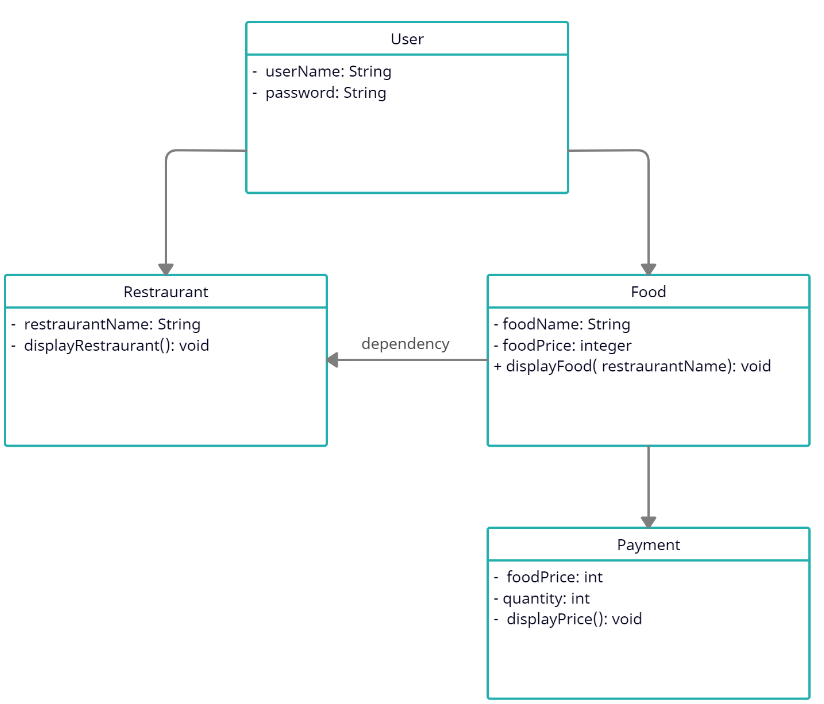 User
- userName: String
- password: String
Restraurant
- restraurantName: String
- displayRestraurant(): void
dependency
Food
- foodName: String
- foodPrice: integer
+ displayFood( restraurantName): void
Payment
- foodPrice: int
- quantity: int
- displayPrice(): void